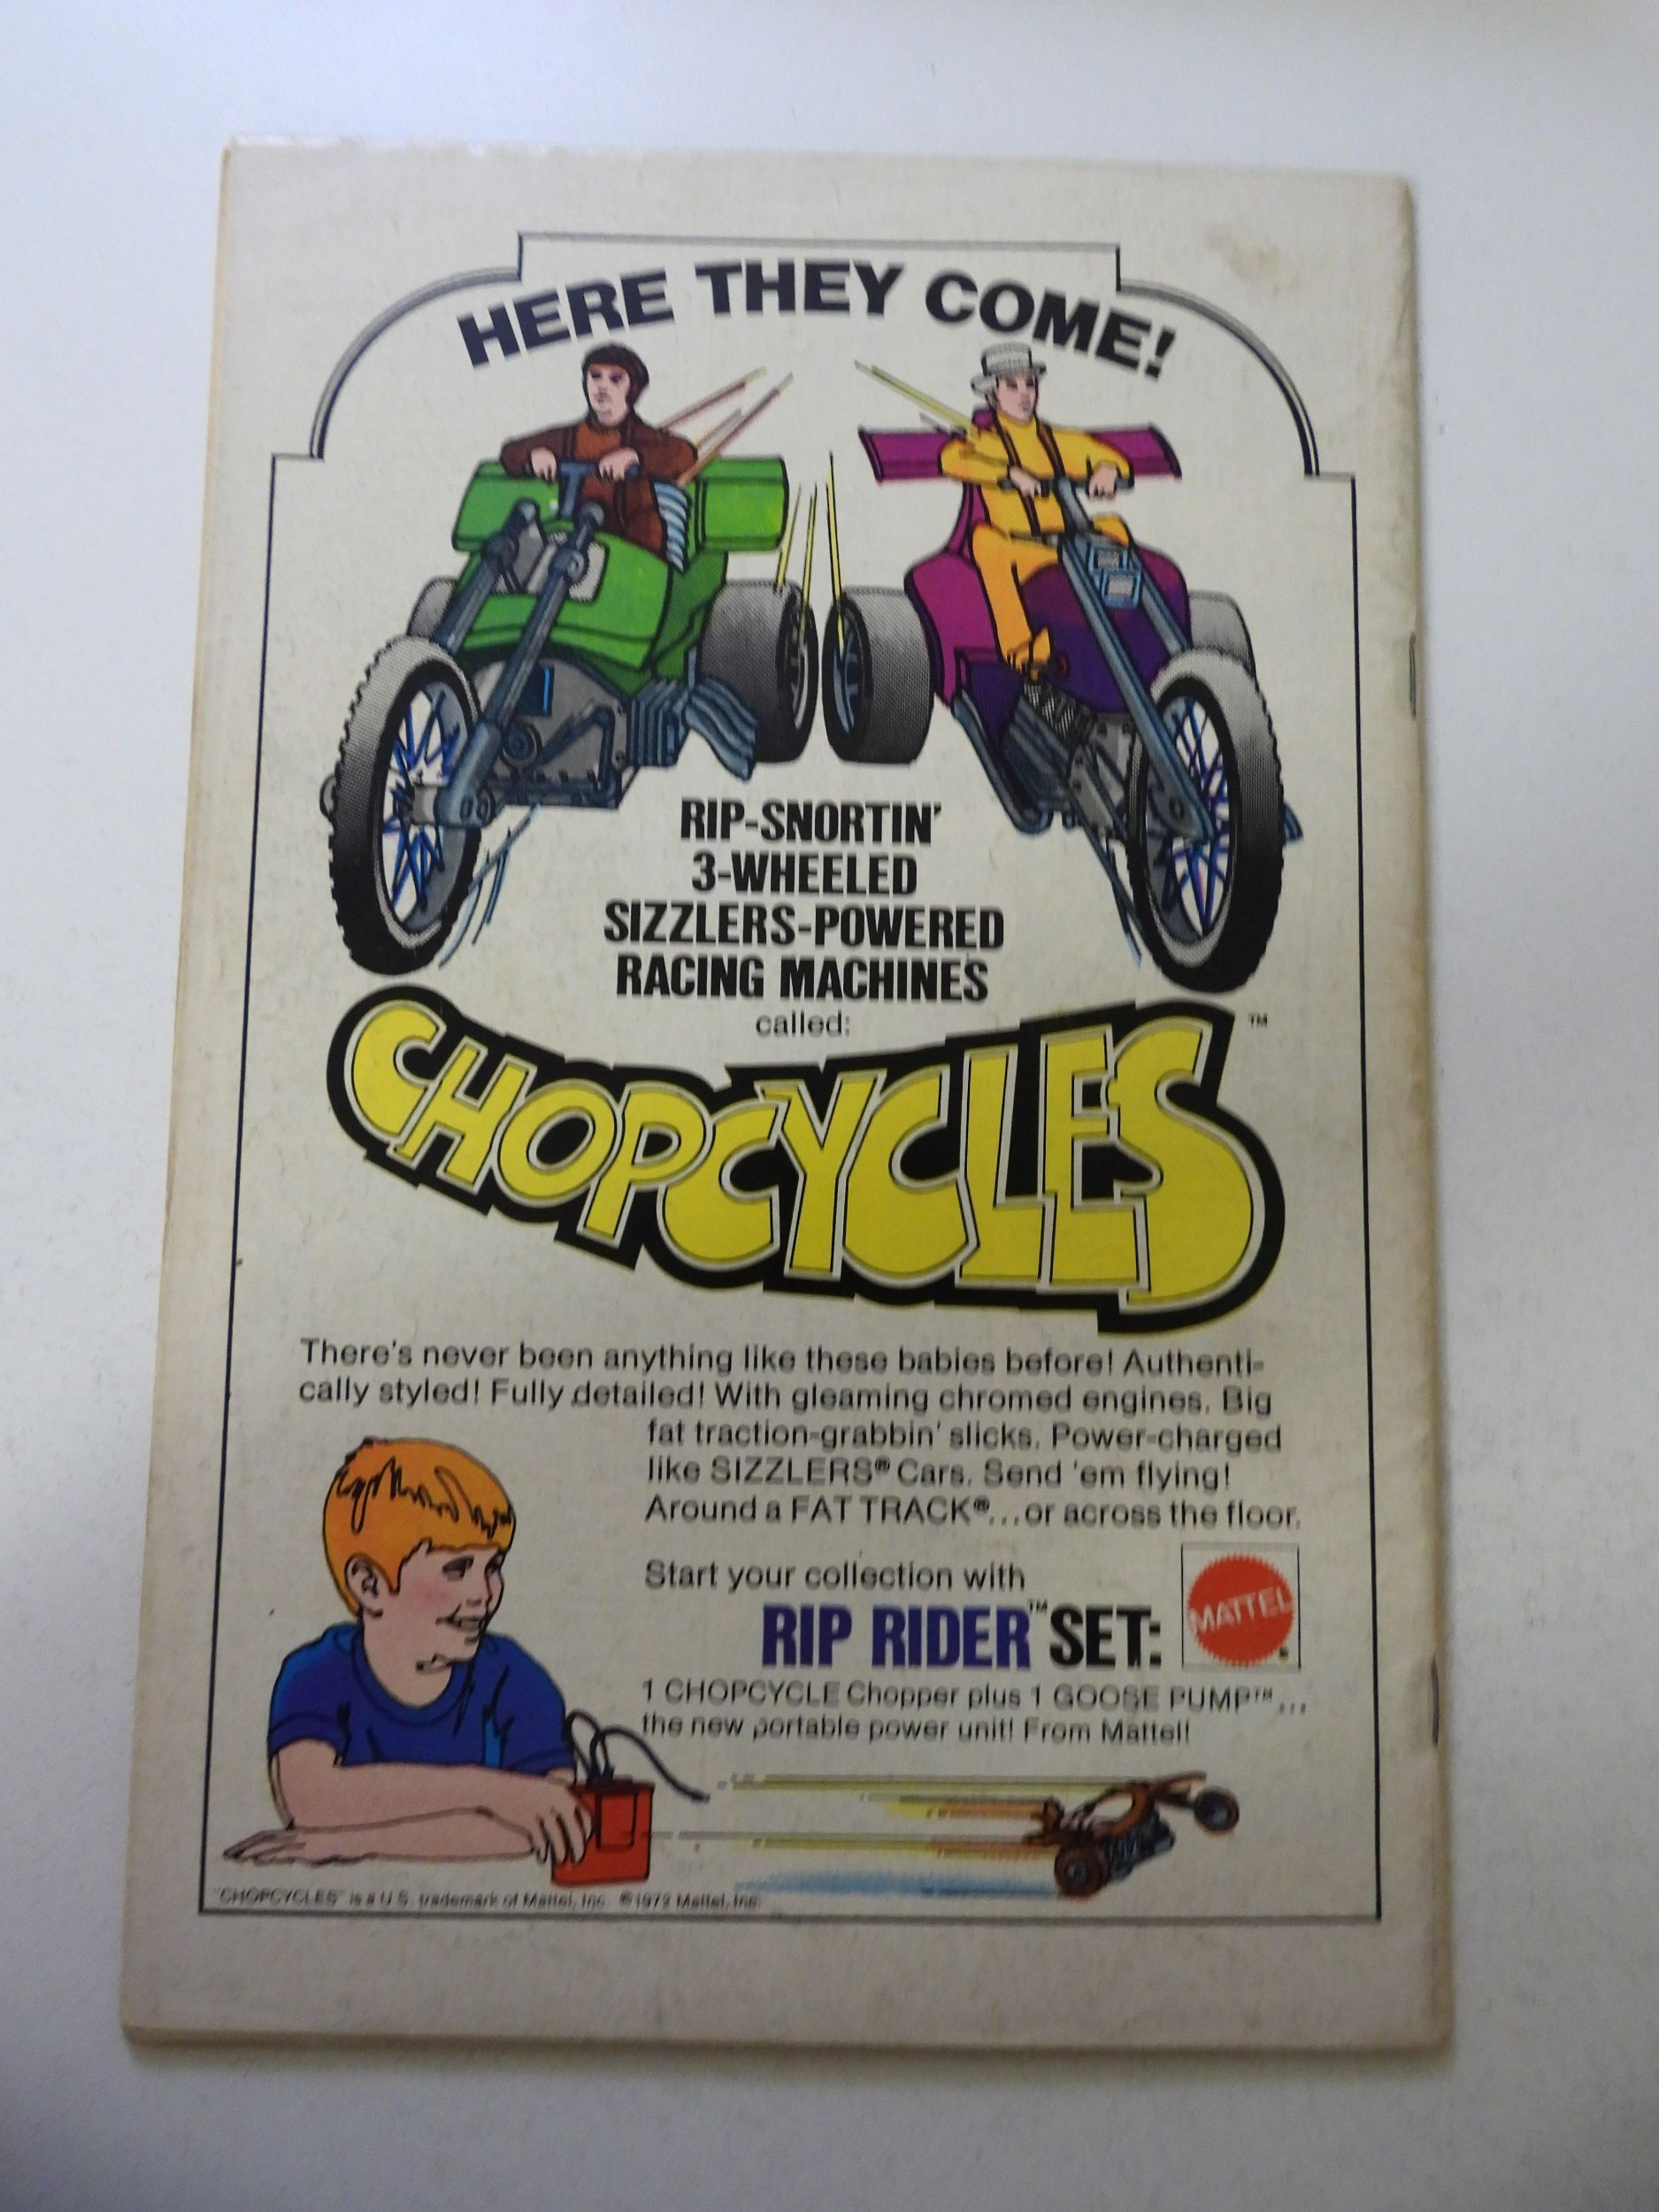 HERE THEY COME!
RIP-SNORTIN'
3-WHEELED
SIZZLERS-POWERED
RACING MACHINES
called:
CHOPCYCLES™
There's never been anything like these babies before! Authenti-
cally styled! Fully detailed! With gleaming chromed engines. Big
fat traction-grabbin' slicks. Power-charged
like SIZZLERS® Cars. Send 'em flying!
Around a FAT TRACK®...or across the floor.
Start your collection with
RIP RIDER™ SET:
MATTEL
1 CHOPCYCLE Chopper plus 1 GOOSE PUMP™...
the new portable power unit! From Mattel!
"CHOPCYCLES" is a U.S. trademark of Mattel, Inc. ©1972 Mattel, Inc.